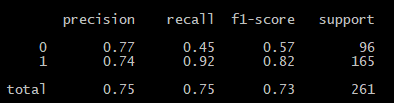 precision recall f1-score support
0 0.77 0.45 0.57 96
1 0.74 0.92 0.82 165
total 0.75 0.75 0.73 261